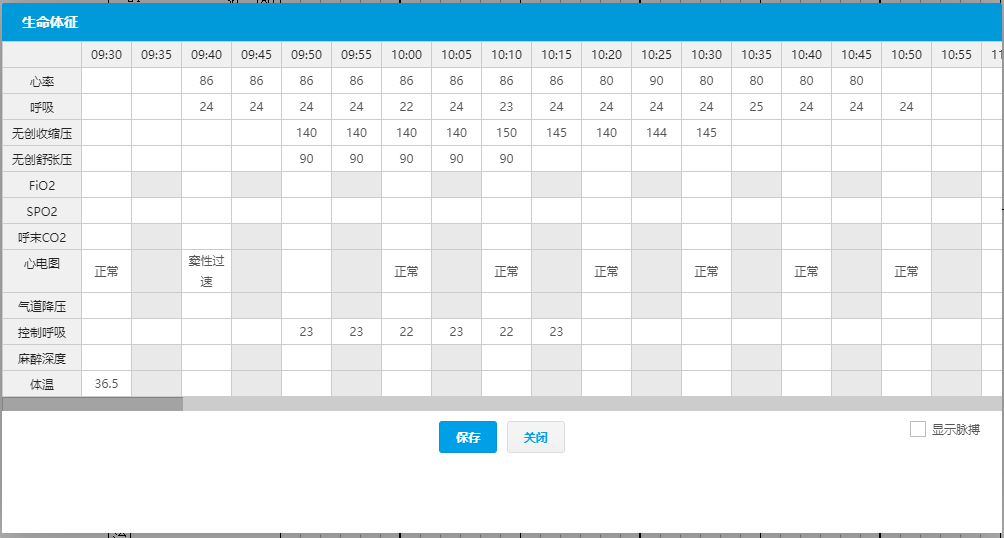 生命体征
09:30 09:35 09:40 09:45 09:50 09:55 10:00 10:05 10:10 10:15 10:20 10:25 10:30 10:35 10:40 10:45 10:50 10:55
心率 86 86 86 86 86 86 86 86 80 90 80 80 80 80
呼吸 24 24 24 24 22 24 23 24 24 24 24 25 24 24 24
无创收缩压 140 140 140 140 150 145 140 144 145
无创舒张压 90 90 90 90 90
FiO2
SPO2
呼末CO2
心电图 正常 窦性过速 正常 正常 正常 正常 正常 正常
气道降压
控制呼吸 23 23 22 23 22 23
麻醉深度
体温 36.5
保存 关闭 显示脉搏